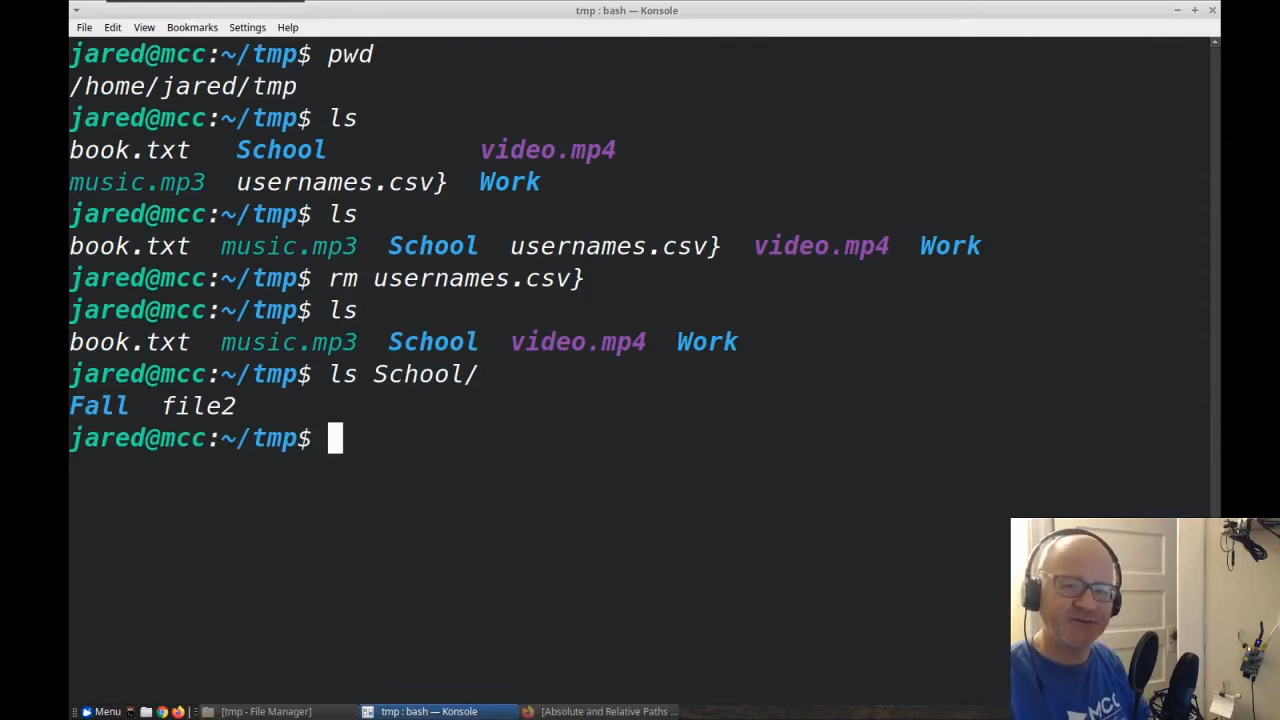 tmp : bash — Konsole
File Edit View Bookmarks Settings Help
jared@mcc:~/tmp$ pwd
/home/jared/tmp
jared@mcc:~/tmp$ ls
book.txt School video.mp4
music.mp3 usernames.csv} Work
jared@mcc:~/tmp$ ls
book.txt music.mp3 School usernames.csv} video.mp4 Work
jared@mcc:~/tmp$ rm usernames.csv}
jared@mcc:~/tmp$ ls
book.txt music.mp3 School video.mp4 Work
jared@mcc:~/tmp$ ls School/
Fall file2
jared@mcc:~/tmp$
MCC
Menu [tmp - File Manager] tmp : bash — Konsole [Absolute and Relative Paths ...